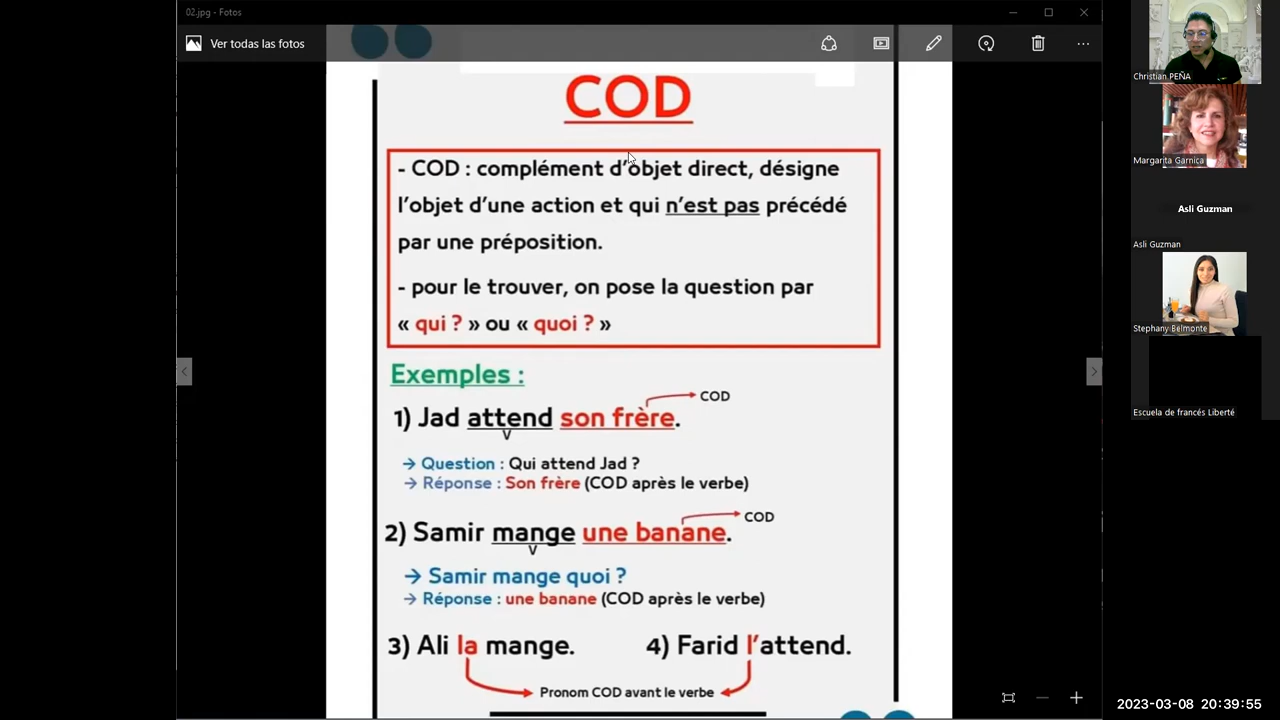 02.jpg - Fotos
Ver todas las fotos
COD
- COD : complément d'objet direct, désigne
l'objet d'une action et qui n'est pas précédé
par une préposition.
- pour le trouver, on pose la question par
« qui ? » ou « quoi ? »
Exemples :
COD
1) Jad attend son frère.
V
→ Question : Qui attend Jad ?
→ Réponse : Son frère (COD après le verbe)
COD
2) Samir mange une banane.
V
→ Samir mange quoi ?
→ Réponse : une banane (COD après le verbe)
3) Ali la mange. 4) Farid l'attend.
Pronom COD avant le verbe
Christian PEÑA
Margarita Garnica
Asli Guzman
Asli Guzman
Stephany Belmonte
Escuela de francés Liberté
2023-03-08 20:39:55